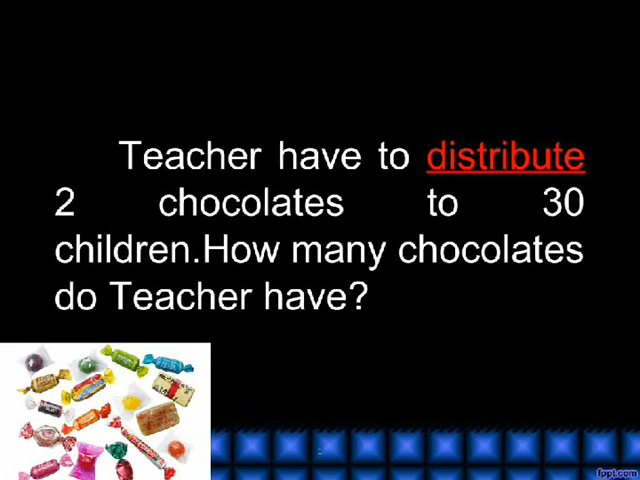 Teacher have to distribute
2 chocolates to 30
children.How many chocolates
do Teacher have?
fppt.com